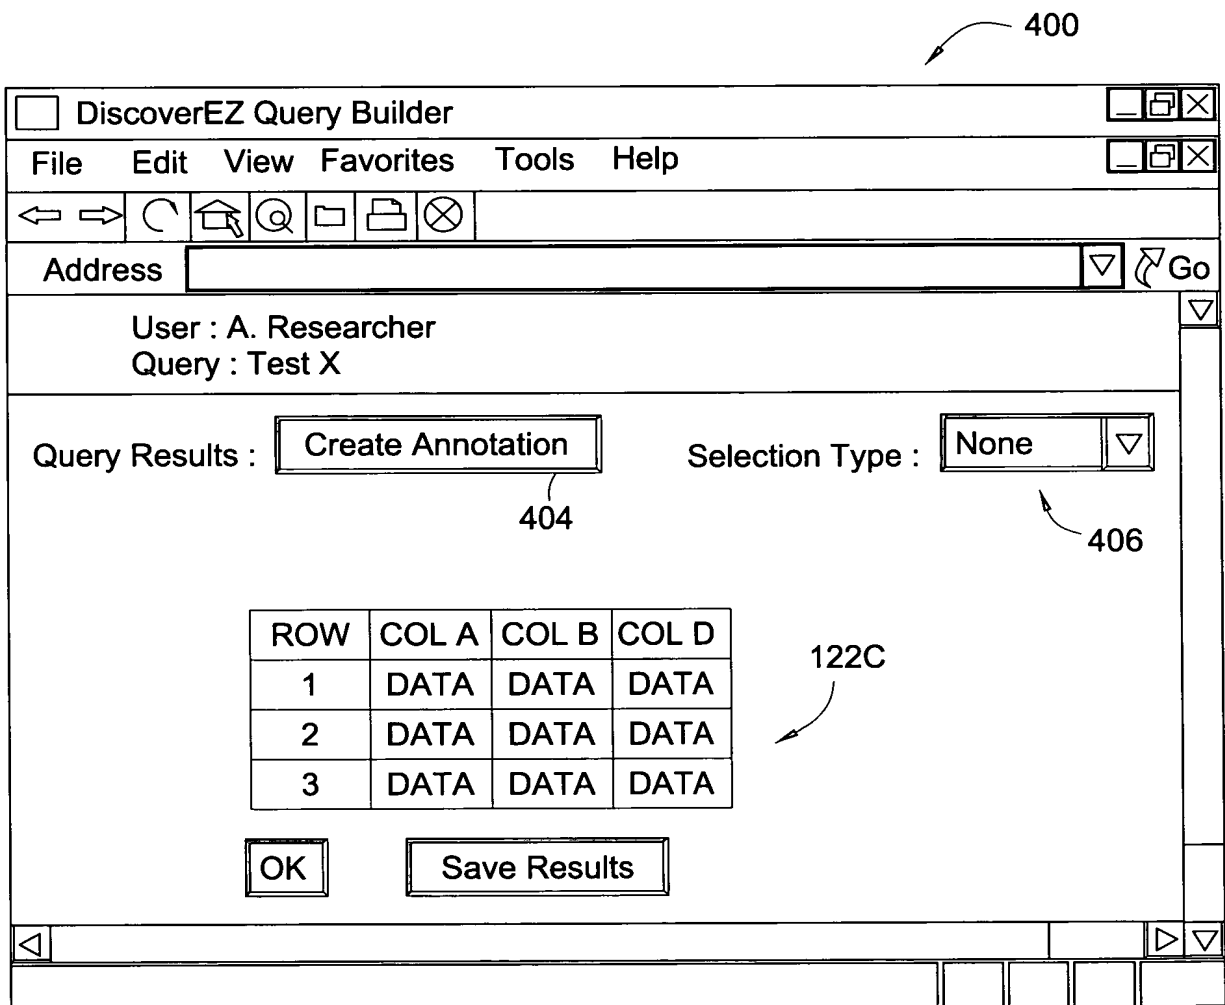 400
DiscoverEZ Query Builder
File Edit View Favorites Tools Help
Address Go
User : A. Researcher
Query : Test X
Query Results : Create Annotation Selection Type : None
404
406
ROW COL A COL B COL D
1 DATA DATA DATA
2 DATA DATA DATA
3 DATA DATA DATA
122C
OK Save Results